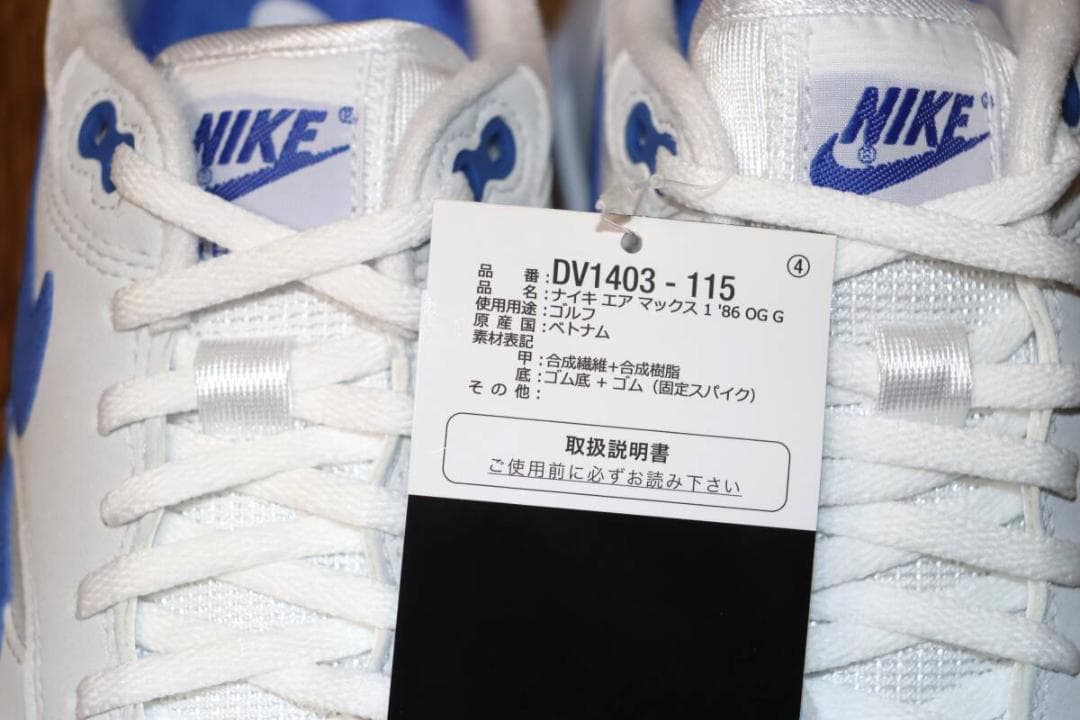 NIKE
NIKE
④
品 番 : DV1403 - 115
品 名 : ナイキ エア マックス 1 '86 OG G
使用用途 : ゴルフ
原 産 国 : ベトナム
素材表記
甲 : 合成繊維+合成樹脂
底 : ゴム底 + ゴム（固定スパイク）
そ の 他 :
取扱説明書
ご使用前に必ずお読み下さい